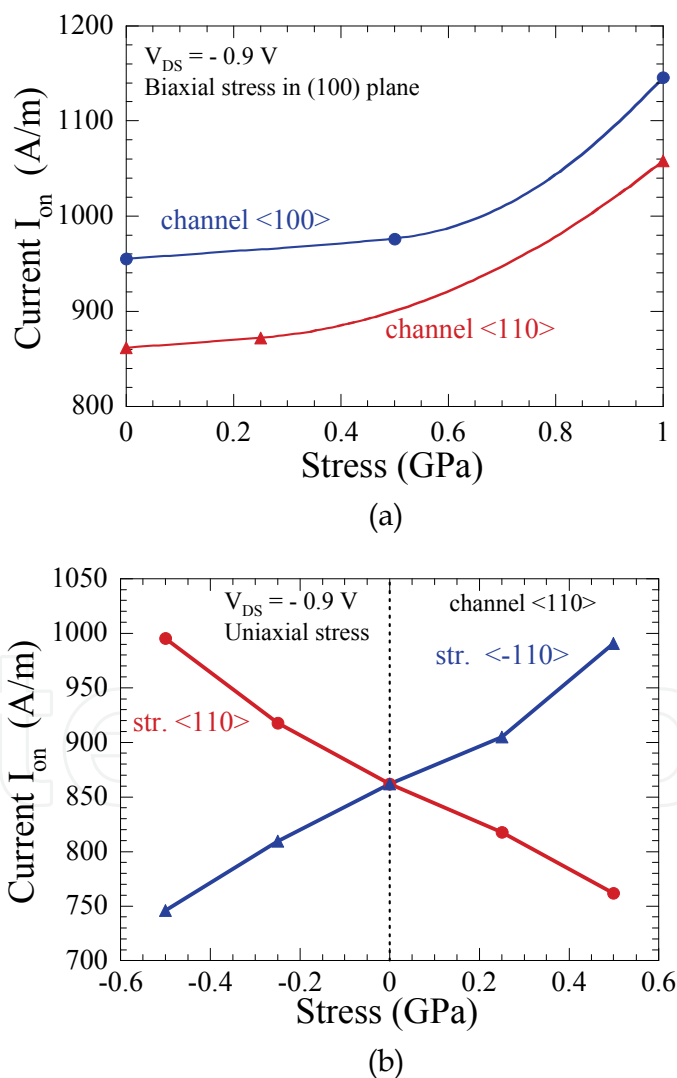 1200
1100
1000
900
800
Current I_on (A/m)
V_DS = - 0.9 V
Biaxial stress in (100) plane
channel <100>
channel <110>
0 0.2 0.4 0.6 0.8 1
Stress (GPa)
(a)
1050
1000
950
900
850
800
750
700
Current I_on (A/m)
V_DS = - 0.9 V
Uniaxial stress
channel <110>
str. <-110>
str. <110>
-0.6 -0.4 -0.2 0 0.2 0.4 0.6
Stress (GPa)
(b)